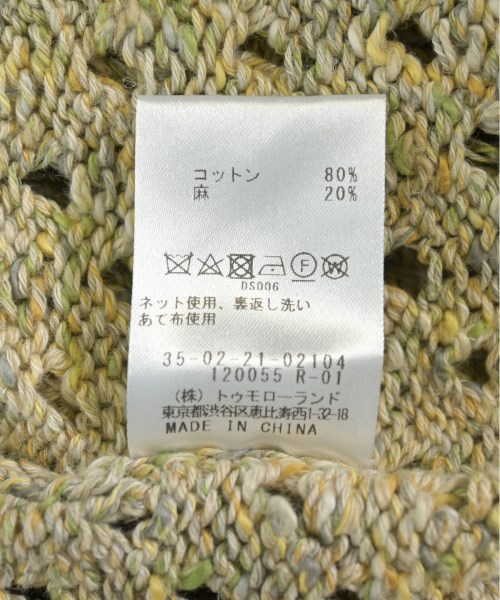 コットン 80%
麻 20%
F W
DS006
ネット使用、裏返し洗い
あて布使用
35-02-21-02104
120055 R-01
(株) トゥモローランド
東京都渋谷区恵比寿西1-32-18
MADE IN CHINA